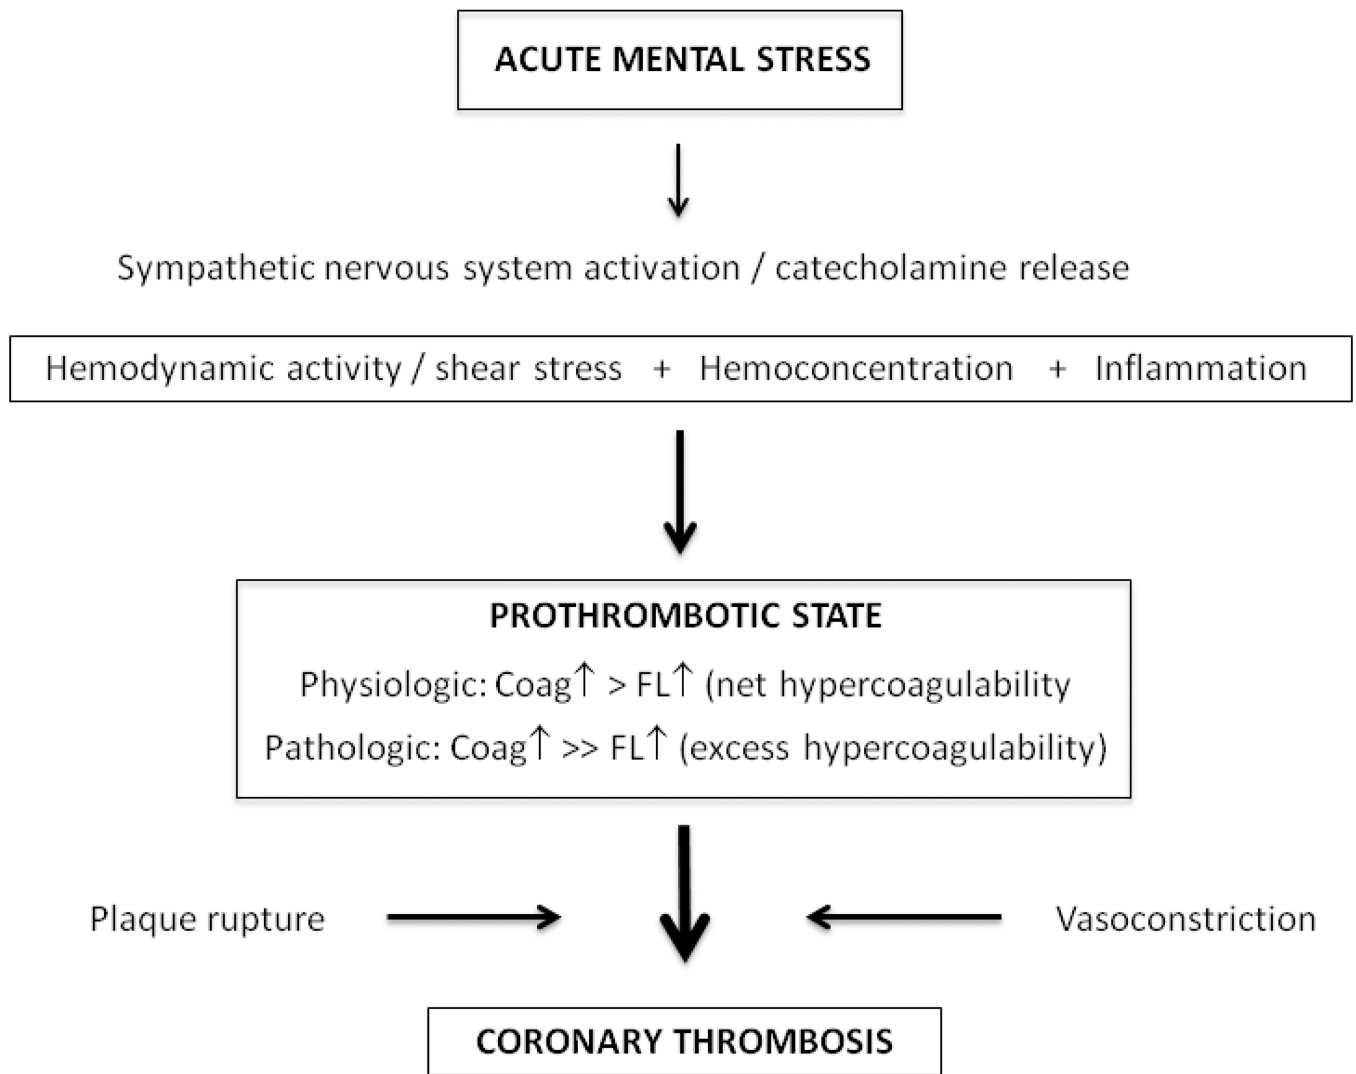 ACUTE MENTAL STRESS
Sympathetic nervous system activation / catecholamine release
Hemodynamic activity / shear stress + Hemoconcentration + Inflammation
PROTHROMBOTIC STATE
Physiologic: Coag↑ > FL↑ (net hypercoagulability
Pathologic: Coag↑ >> FL↑ (excess hypercoagulability)
Plaque rupture
Vasoconstriction
CORONARY THROMBOSIS